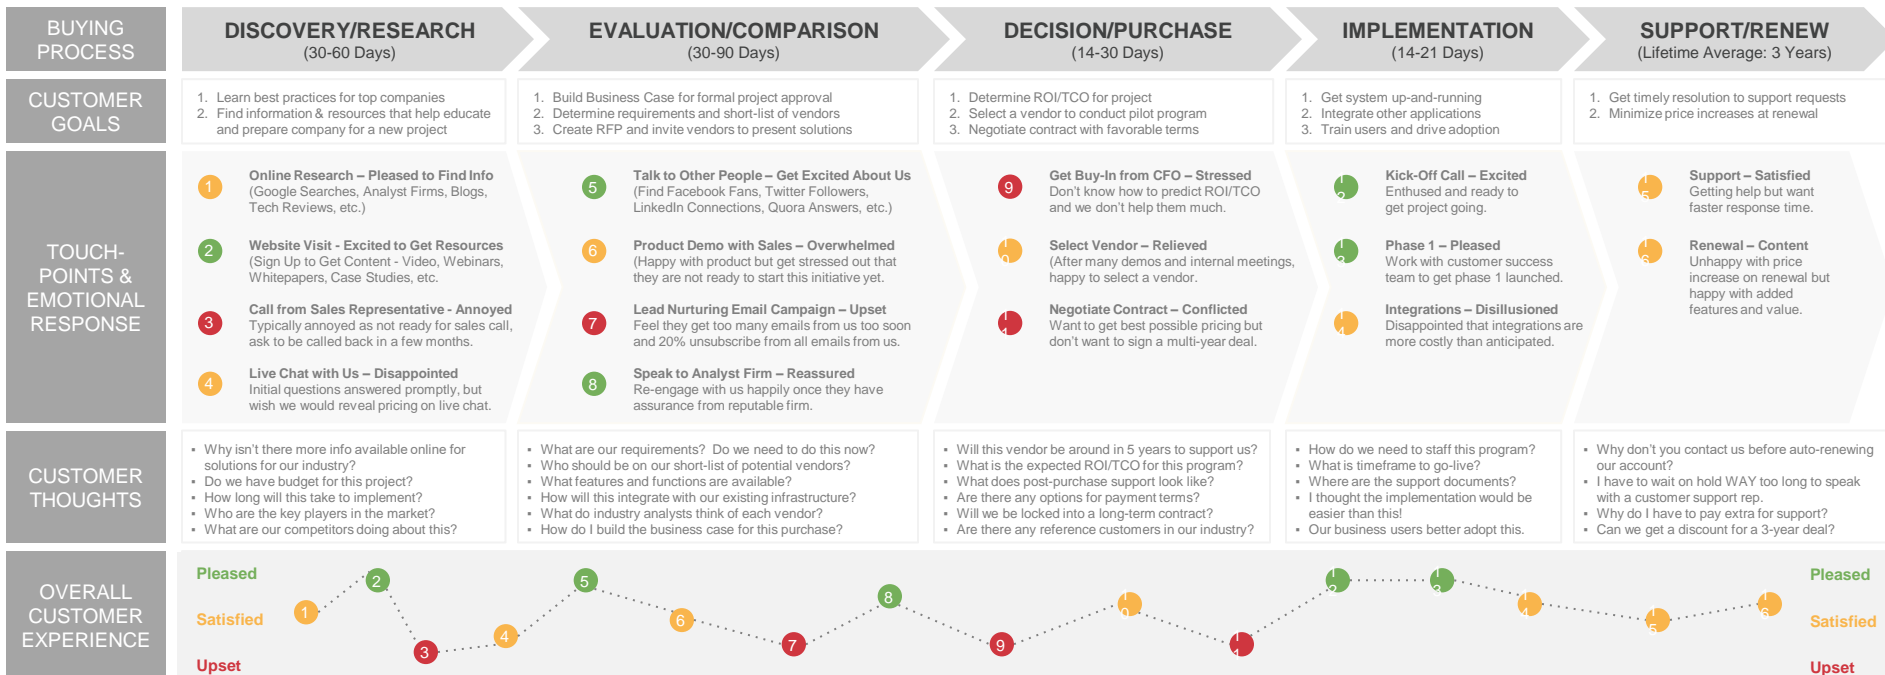 BUYING
PROCESS
DISCOVERY/RESEARCH
(30-60 Days)
EVALUATION/COMPARISON
(30-90 Days)
DECISION/PURCHASE
(14-30 Days)
IMPLEMENTATION
(14-21 Days)
SUPPORT/RENEW
(Lifetime Average: 3 Years)
CUSTOMER
GOALS
1. Learn best practices for top companies
2. Find information & resources that help educate
and prepare company for a new project
1. Build Business Case for formal project approval
2. Determine requirements and short-list of vendors
3. Create RFP and invite vendors to present solutions
1. Determine ROI/TCO for project
2. Select a vendor to conduct pilot program
3. Negotiate contract with favorable terms
1. Get system up-and-running
2. Integrate other applications
3. Train users and drive adoption
1. Get timely resolution to support requests
2. Minimize price increases at renewal
TOUCH-
POINTS &
EMOTIONAL
RESPONSE
1
Online Research – Pleased to Find Info
(Google Searches, Analyst Firms, Blogs,
Tech Reviews, etc.)
2
Website Visit - Excited to Get Resources
(Sign Up to Get Content - Video, Webinars,
Whitepapers, Case Studies, etc.
3
Call from Sales Representative - Annoyed
Typically annoyed as not ready for sales call,
ask to be called back in a few months.
4
Live Chat with Us – Disappointed
Initial questions answered promptly, but
wish we would reveal pricing on live chat.
5
Talk to Other People – Get Excited About Us
(Find Facebook Fans, Twitter Followers,
LinkedIn Connections, Quora Answers, etc.)
6
Product Demo with Sales – Overwhelmed
(Happy with product but get stressed out that
they are not ready to start this initiative yet.
7
Lead Nurturing Email Campaign – Upset
Feel they get too many emails from us too soon
and 20% unsubscribe from all emails from us.
8
Speak to Analyst Firm – Reassured
Re-engage with us happily once they have
assurance from reputable firm.
9
Get Buy-In from CFO – Stressed
Don't know how to predict ROI/TCO
and we don't help them much.
10
Select Vendor – Relieved
(After many demos and internal meetings,
happy to select a vendor.
11
Negotiate Contract – Conflicted
Want to get best possible pricing but
don't want to sign a multi-year deal.
12
Kick-Off Call – Excited
Enthused and ready to
get project going.
13
Phase 1 – Pleased
Work with customer success
team to get phase 1 launched.
14
Integrations – Disillusioned
Disappointed that integrations are
more costly than anticipated.
15
Support – Satisfied
Getting help but want
faster response time.
16
Renewal – Content
Unhappy with price
increase on renewal but
happy with added
features and value.
CUSTOMER
THOUGHTS
▪ Why isn't there more info available online for
solutions for our industry?
▪ Do we have budget for this project?
▪ How long will this take to implement?
▪ Who are the key players in the market?
▪ What are our competitors doing about this?
▪ What are our requirements? Do we need to do this now?
▪ Who should be on our short-list of potential vendors?
▪ What features and functions are available?
▪ How will this integrate with our existing infrastructure?
▪ What do industry analysts think of each vendor?
▪ How do I build the business case for this purchase?
▪ Will this vendor be around in 5 years to support us?
▪ What is the expected ROI/TCO for this program?
▪ What does post-purchase support look like?
▪ Are there any options for payment terms?
▪ Will we be locked into a long-term contract?
▪ Are there any reference customers in our industry?
▪ How do we need to staff this program?
▪ What is timeframe to go-live?
▪ Where are the support documents?
▪ I thought the implementation would be
easier than this!
▪ Our business users better adopt this.
▪ Why don't you contact us before auto-renewing
our account?
▪ I have to wait on hold WAY too long to speak
with a customer support rep.
▪ Why do I have to pay extra for support?
▪ Can we get a discount for a 3-year deal?
OVERALL
CUSTOMER
EXPERIENCE
Pleased
Satisfied
Upset
1
2
3
4
5
6
7
8
9
10
11
12
13
14
15
16
Pleased
Satisfied
Upset